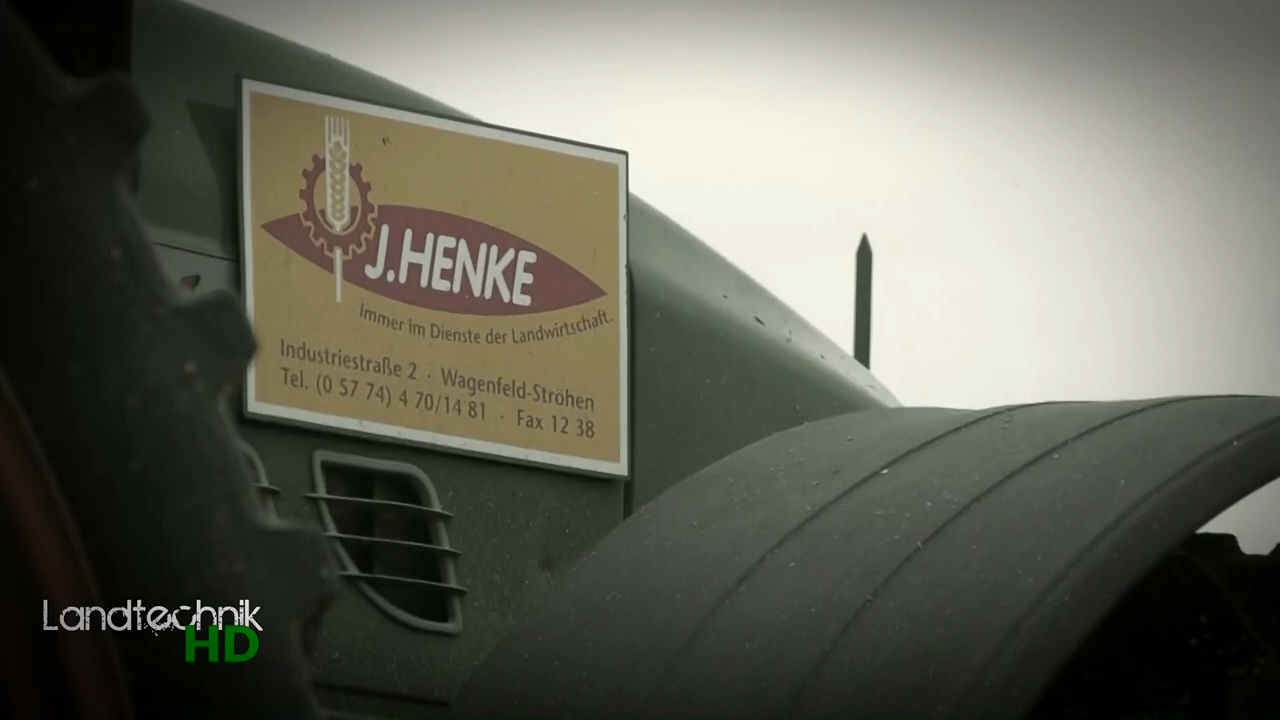 J.HENKE
Immer im Dienste der Landwirtschaft.
Industriestraße 2 · Wagenfeld-Ströhen
Tel. (0 57 74) 4 70/14 81 · Fax 12 38
Landtechnik
HD